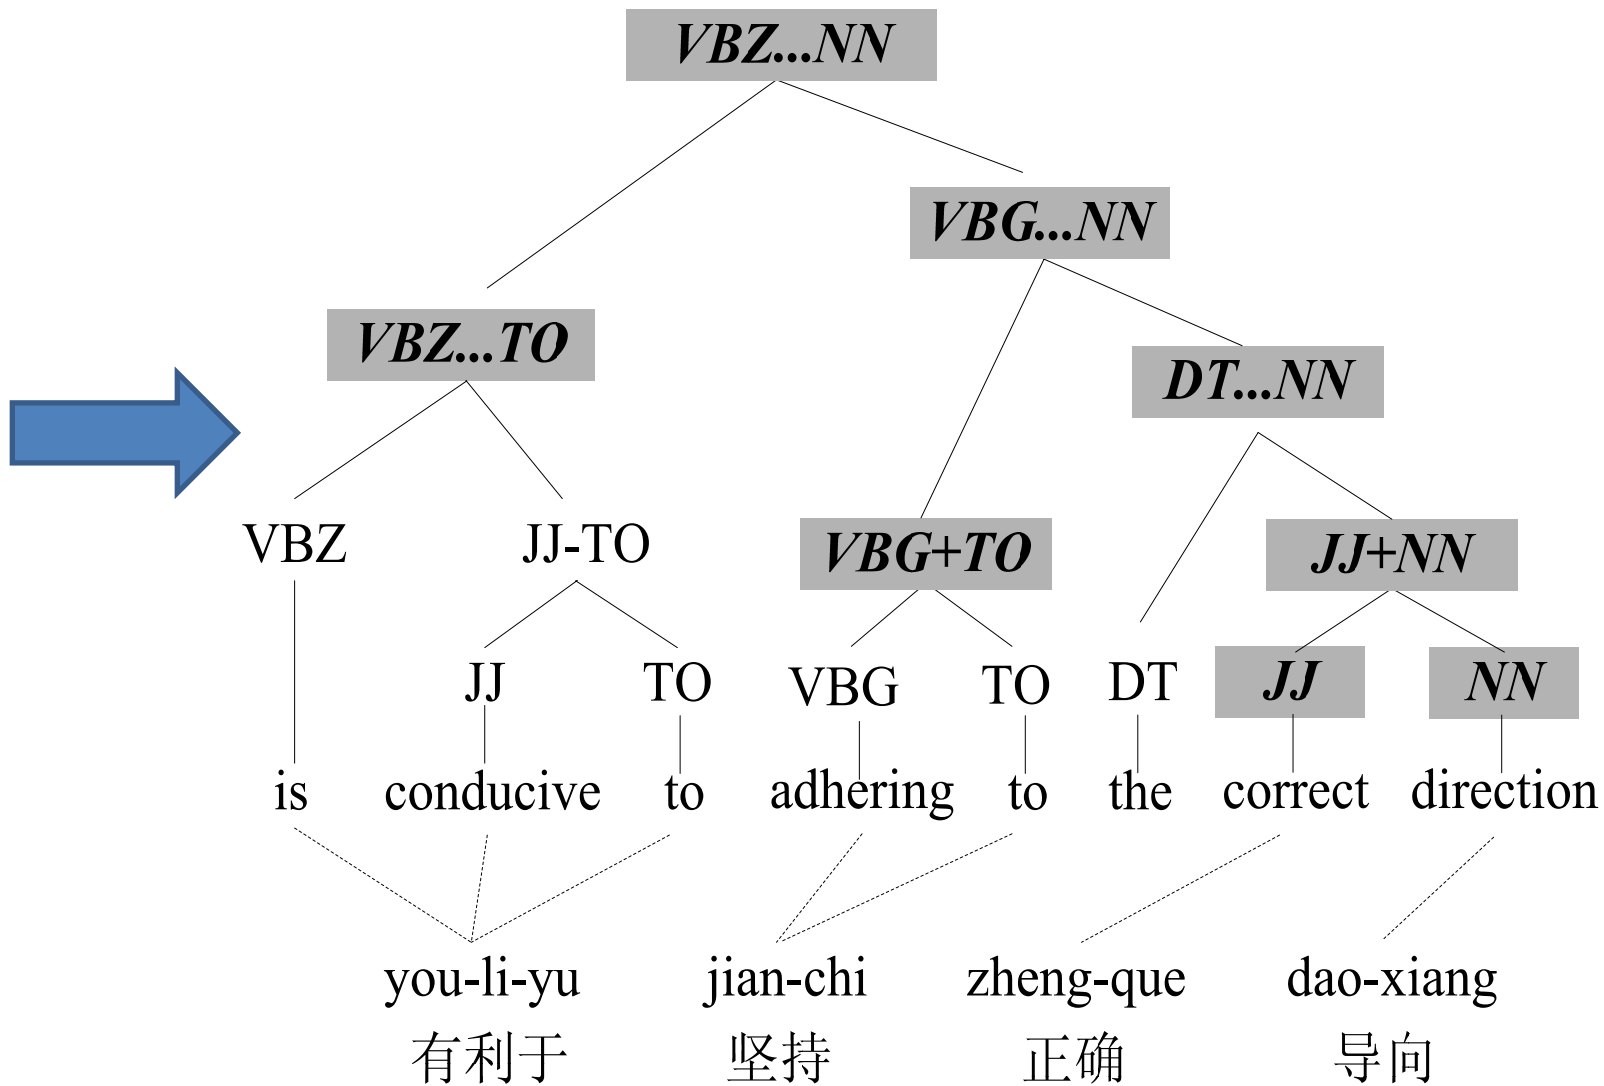 VBZ...NN
VBG...NN
VBZ...TO
DT...NN
VBZ JJ-TO VBG+TO JJ+NN
JJ TO VBG TO DT JJ NN
is conducive to adhering to the correct direction
you-li-yu jian-chi zheng-que dao-xiang
有利于 坚持 正确 导向